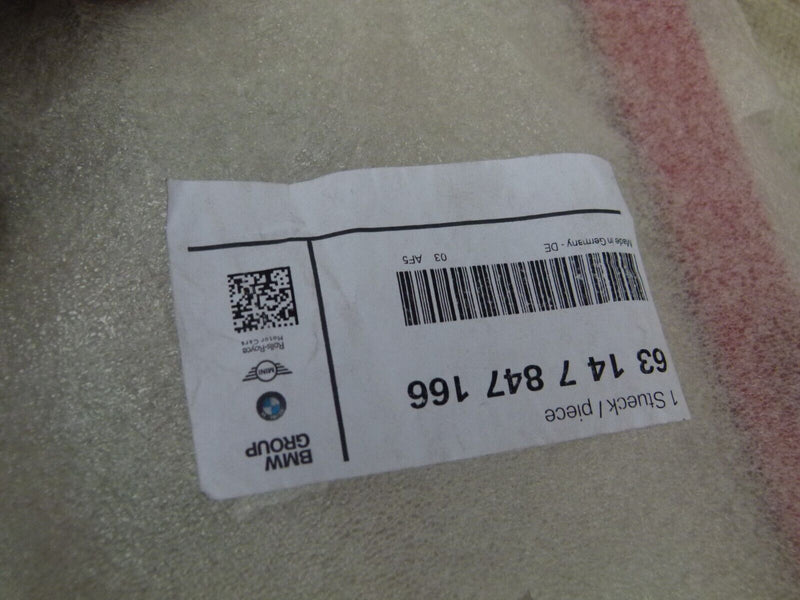 BMW
GROUP
MINI
Rolls-Royce
Motor Cars
1 Stueck / piece
63 14 7 847 166
03 AF5
Made in Germany - DE